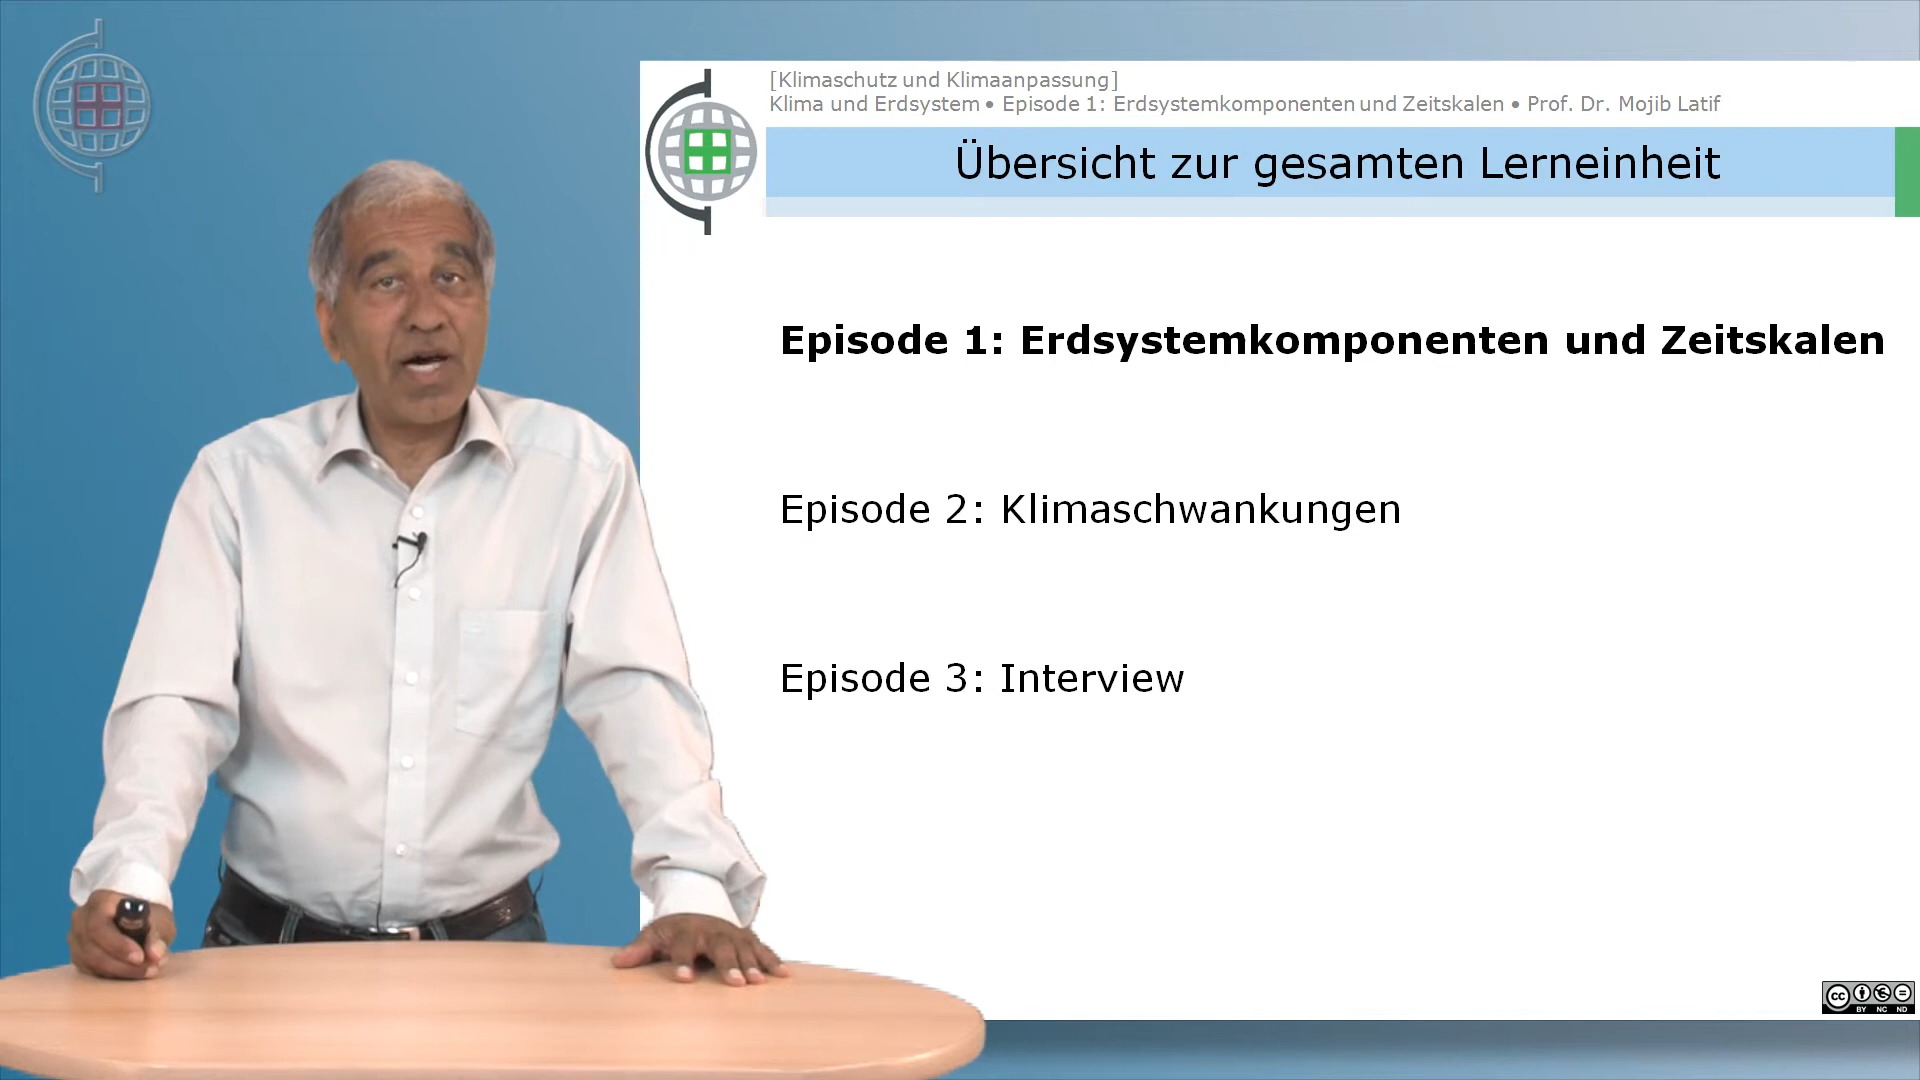 [Klimaschutz und Klimaanpassung]
Klima und Erdsystem • Episode 1: Erdsystemkomponenten und Zeitskalen • Prof. Dr. Mojib Latif
Übersicht zur gesamten Lerneinheit
Episode 1: Erdsystemkomponenten und Zeitskalen
Episode 2: Klimaschwankungen
Episode 3: Interview
cc
BY NC ND